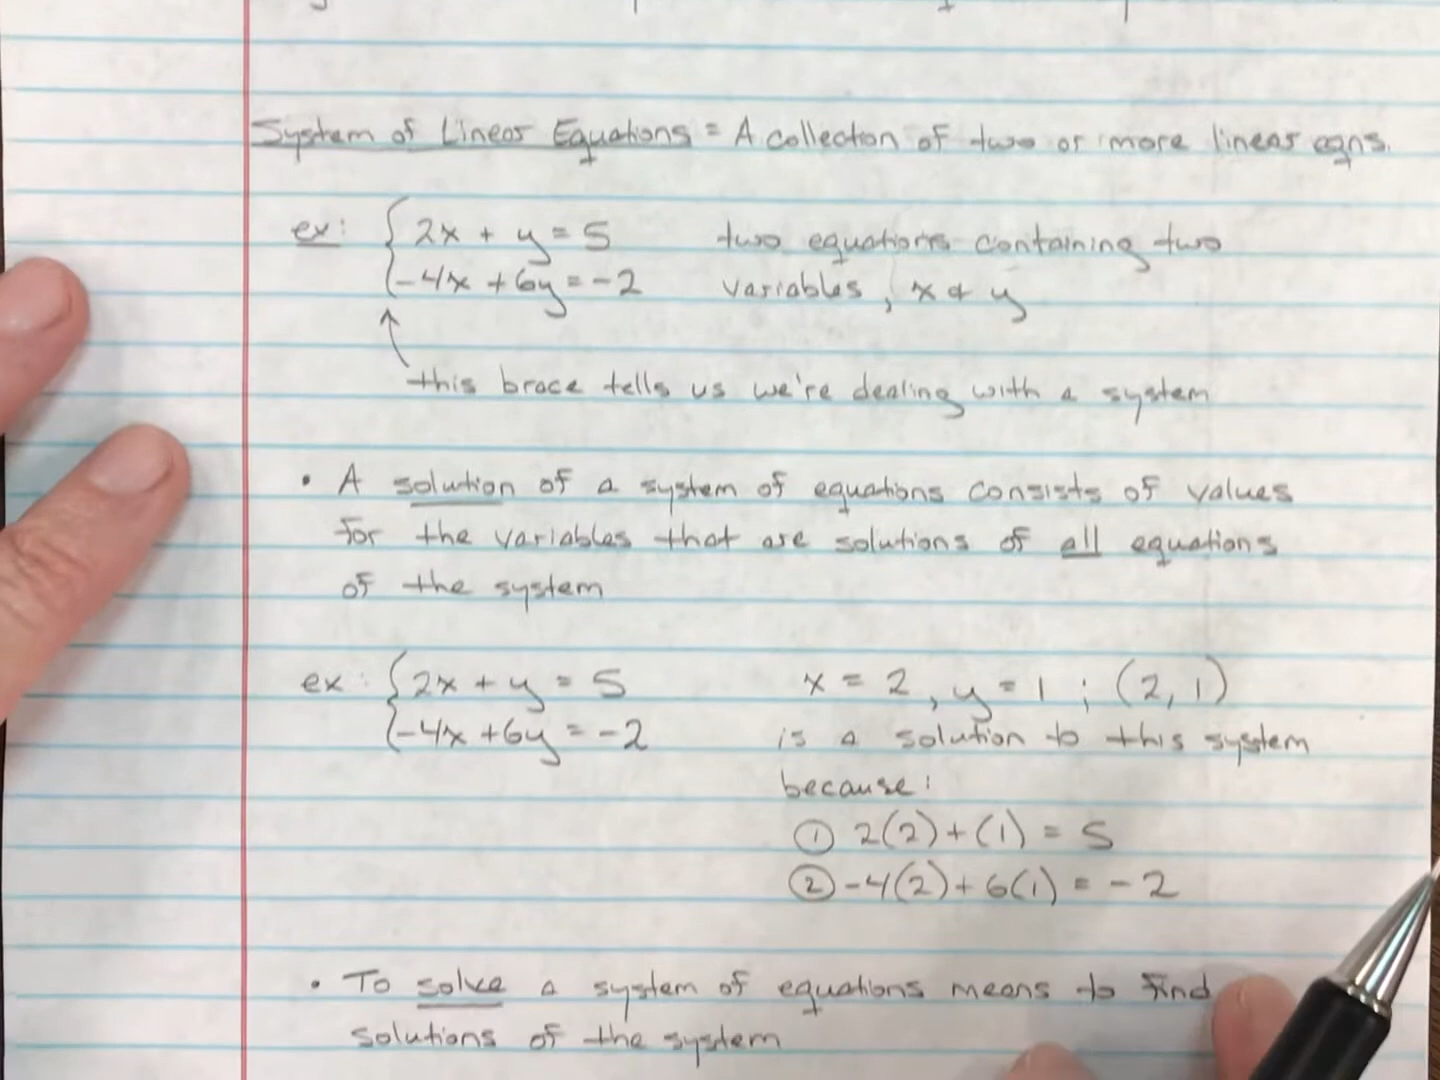 System of Linear Equations = A collection of two or more linear eqns.
ex: { 2x + y = 5 two equations containing two
-4x + 6y = -2 variables, x & y
this brace tells us we're dealing with a system
• A solution of a system of equations consists of values
for the variables that are solutions of all equations
of the system
ex: { 2x + y = 5 x = 2, y = 1 ; (2, 1)
-4x + 6y = -2 is a solution to this system
because:
① 2(2) + (1) = 5
② -4(2) + 6(1) = -2
• To solve a system of equations means to find
solutions of the system